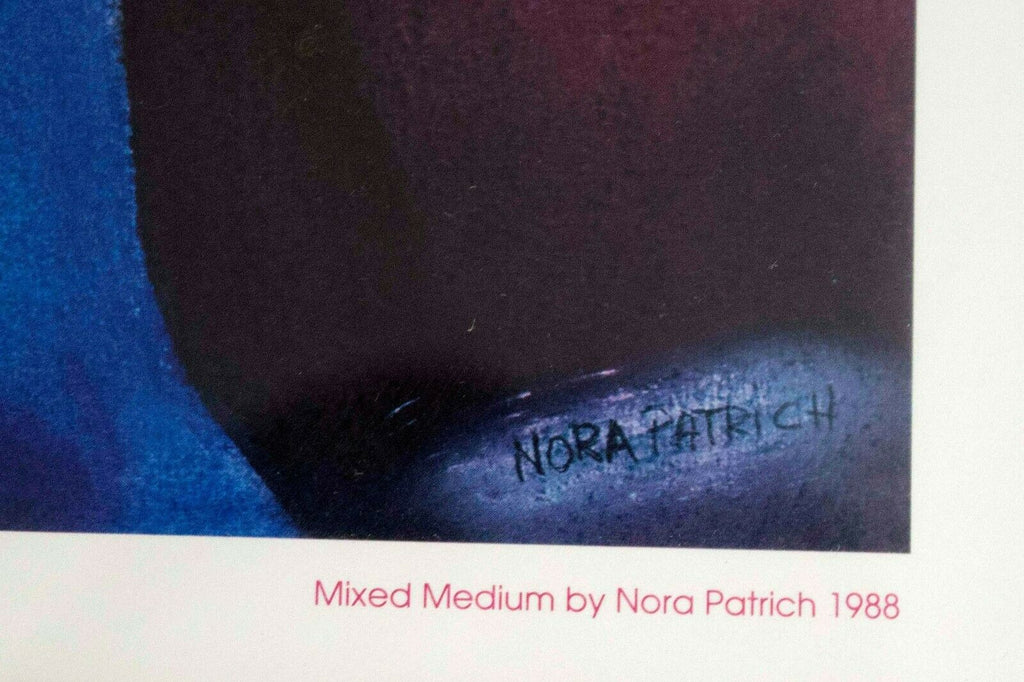 NORA PATRICH
Mixed Medium by Nora Patrich 1988